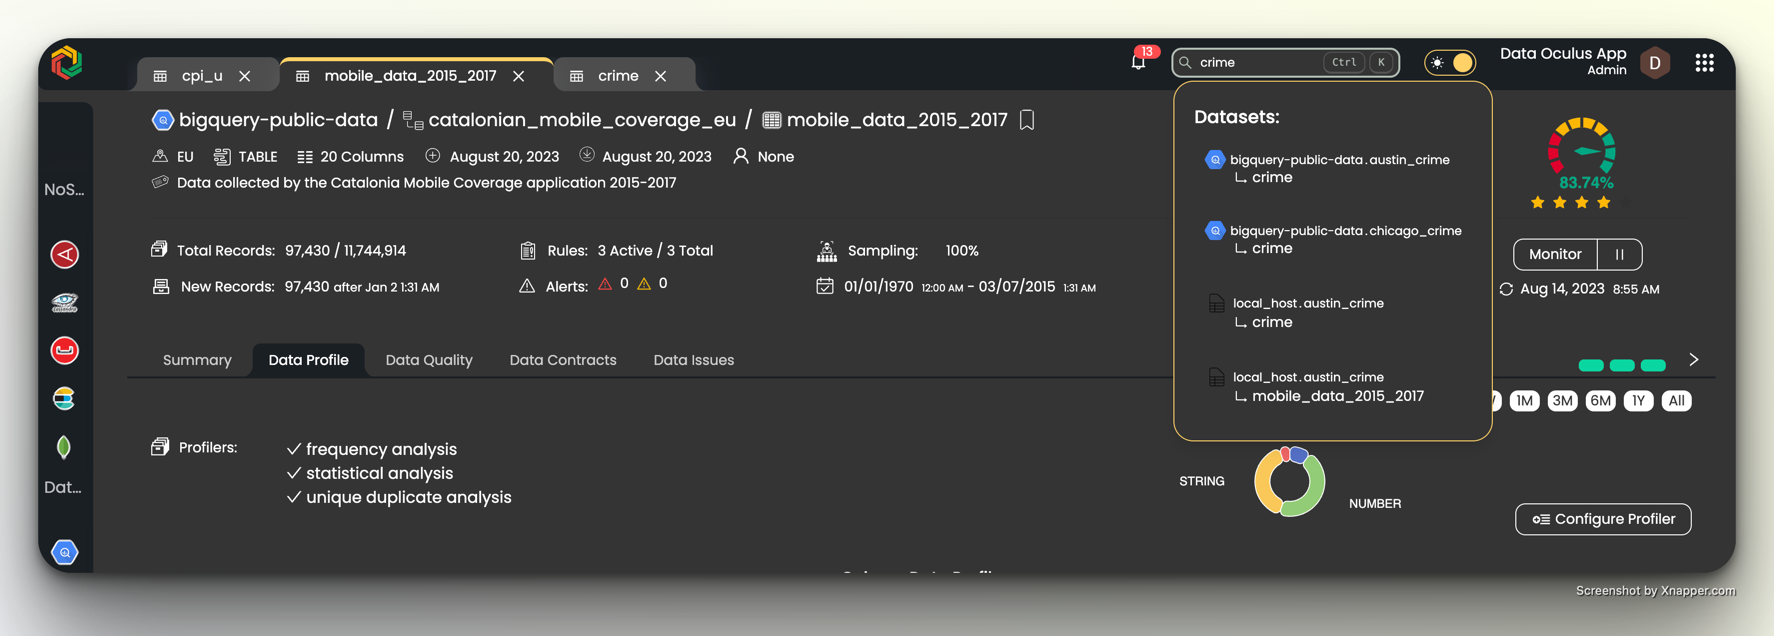 cpi_u
mobile_data_2015_2017
crime
13
crime
Ctrl
K
Data Oculus App
Admin
D
bigquery-public-data / catalonian_mobile_coverage_eu / mobile_data_2015_2017
EU TABLE 20 Columns August 20, 2023 August 20, 2023 None
Data collected by the Catalonia Mobile Coverage application 2015-2017
Datasets:
bigquery-public-data.austin_crime
crime
bigquery-public-data.chicago_crime
crime
local_host.austin_crime
crime
local_host.austin_crime
mobile_data_2015_2017
83.74%
NoS...
Dat...
Total Records: 97,430 / 11,744,914
Rules: 3 Active / 3 Total
Sampling: 100%
New Records: 97,430 after Jan 2 1:31 AM
Alerts: 0 0
01/01/1970 12:00 AM - 03/07/2015 1:31 AM
Monitor
Aug 14, 2023 8:55 AM
Summary
Data Profile
Data Quality
Data Contracts
Data Issues
1M
3M
6M
1Y
All
Profilers:
frequency analysis
statistical analysis
unique duplicate analysis
STRING
NUMBER
Configure Profiler
Screenshot by Xnapper.com